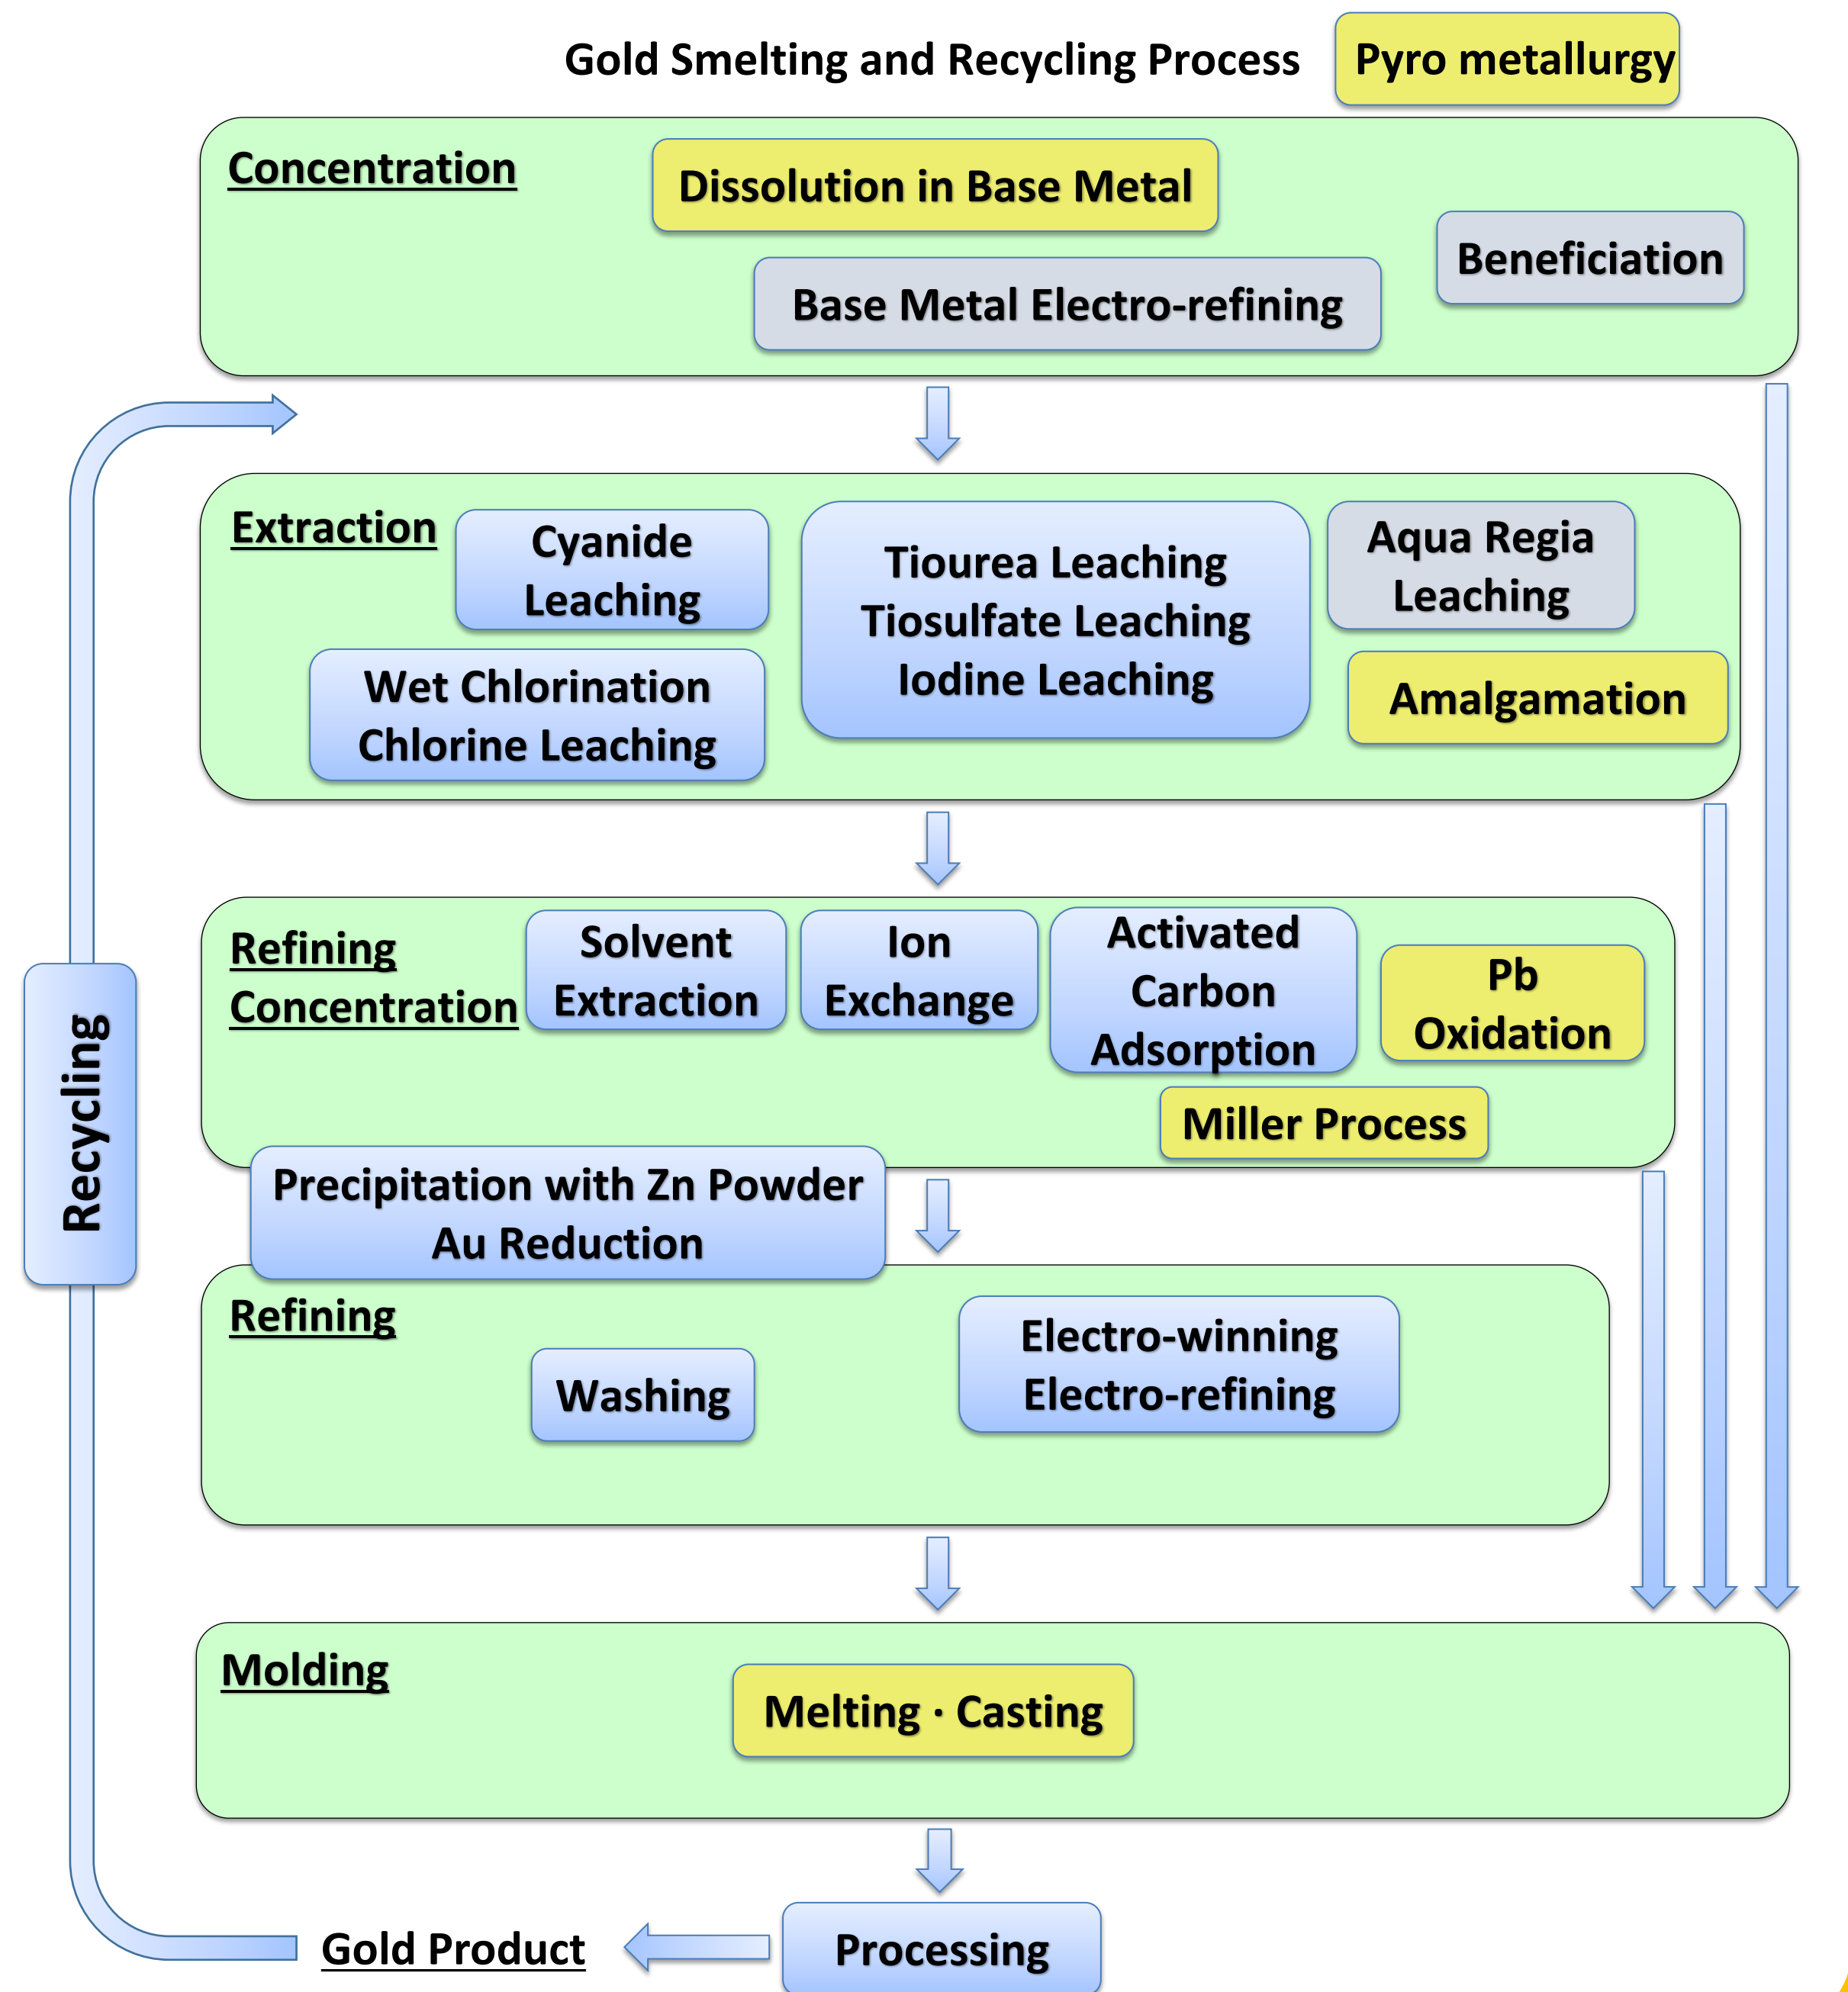 Gold Smelting and Recycling Process
Pyro metallurgy
Concentration
Dissolution in Base Metal
Beneficiation
Base Metal Electro-refining
Extraction
Cyanide
Leaching
Tiourea Leaching
Tiosulfate Leaching
Iodine Leaching
Aqua Regia
Leaching
Wet Chlorination
Chlorine Leaching
Amalgamation
Refining
Concentration
Solvent
Extraction
Ion
Exchange
Activated
Carbon
Adsorption
Pb
Oxidation
Miller Process
Recycling
Precipitation with Zn Powder
Au Reduction
Refining
Washing
Electro-winning
Electro-refining
Molding
Melting · Casting
Processing
Gold Product